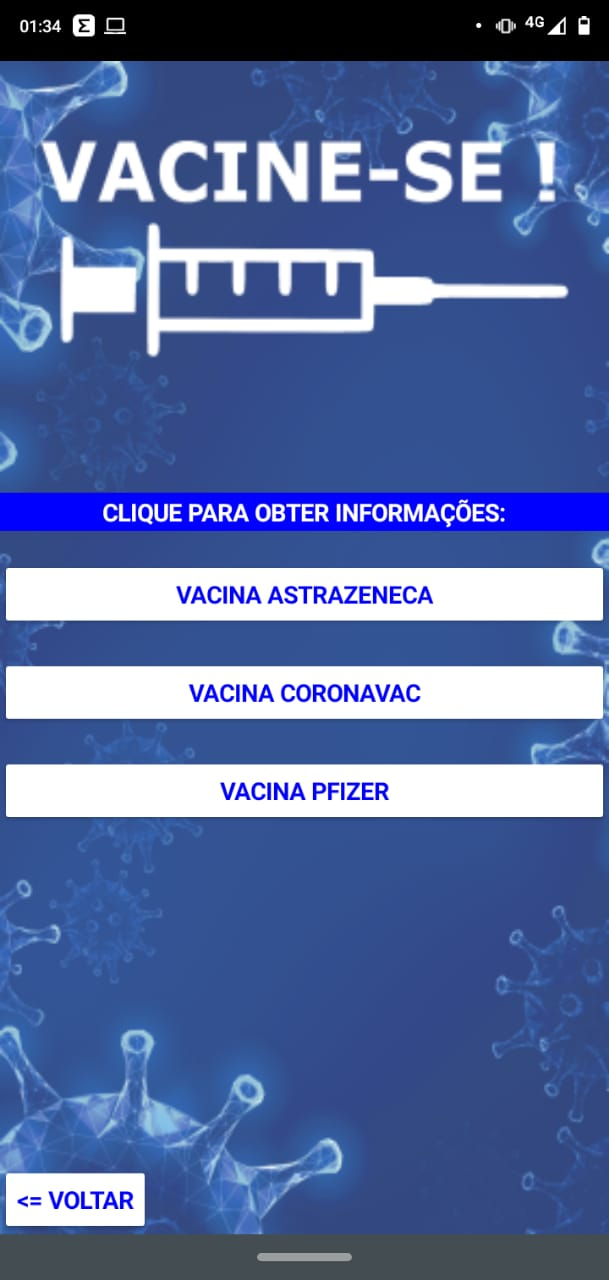 01:34
4G
VACINE-SE !
CLIQUE PARA OBTER INFORMAÇÕES:
VACINA ASTRAZENECA
VACINA CORONAVAC
VACINA PFIZER
<= VOLTAR